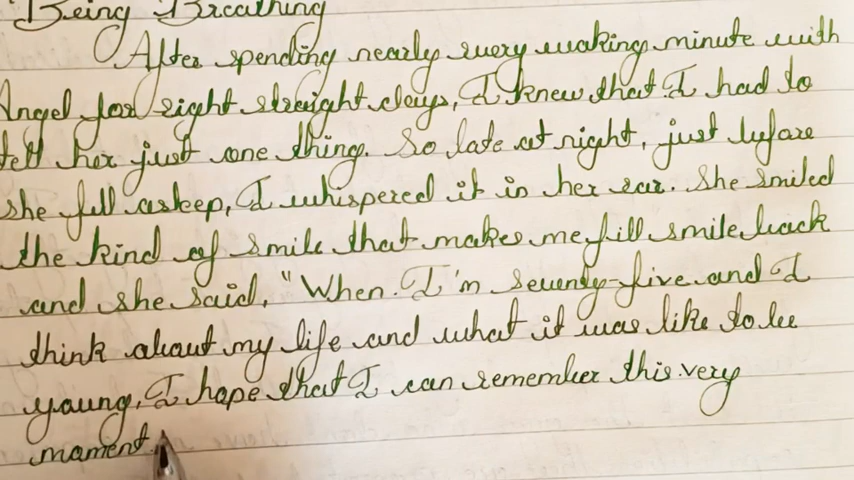 Being Breathing
After spending nearly every waking minute with
Angel for eight straight days, I knew that I had to
tell her just one thing. So late at night, just before
she fell asleep, I whispered it in her ear. She smiled
the kind of smile that makes me fill smile back
and she said, "When I'm seventy-five and I
think about my life and what it was like to be
young, I hope that I can remember this very
moment.